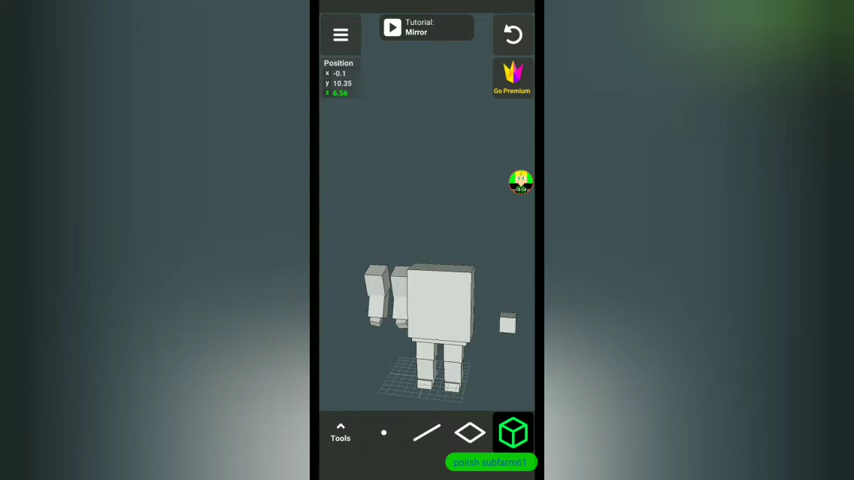 Tutorial:
Mirror
Position
x -0.1
y 10.35
z 6.56
Go Premium
Tools
polish subfarm61